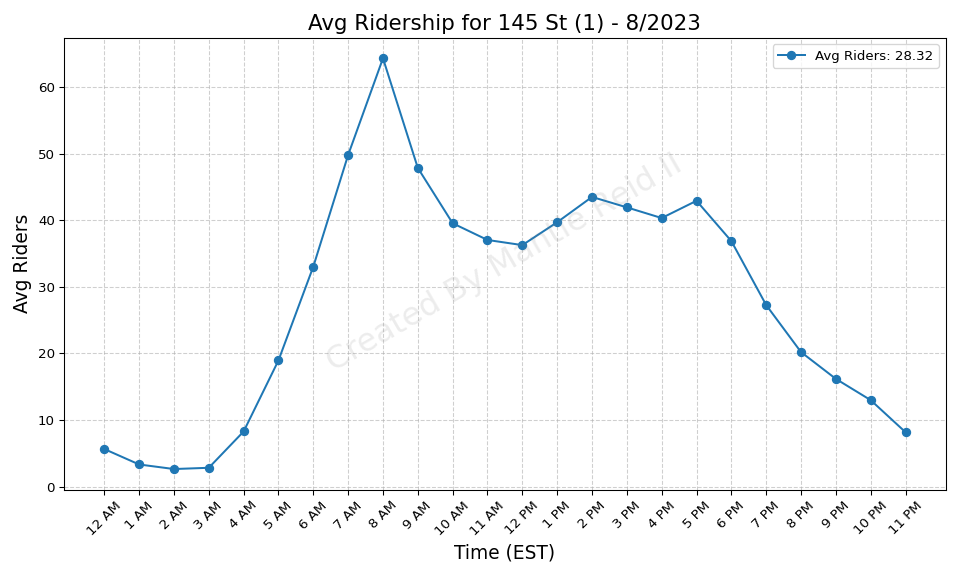 Avg Ridership for 145 St (1) - 8/2023
Avg Riders: 28.32
60
50
40
30
20
10
0
Avg Riders
Created By Mantie Reid II
12 AM
1 AM
2 AM
3 AM
4 AM
5 AM
6 AM
7 AM
8 AM
9 AM
10 AM
11 AM
12 PM
1 PM
2 PM
3 PM
4 PM
5 PM
6 PM
7 PM
8 PM
9 PM
10 PM
11 PM
Time (EST)